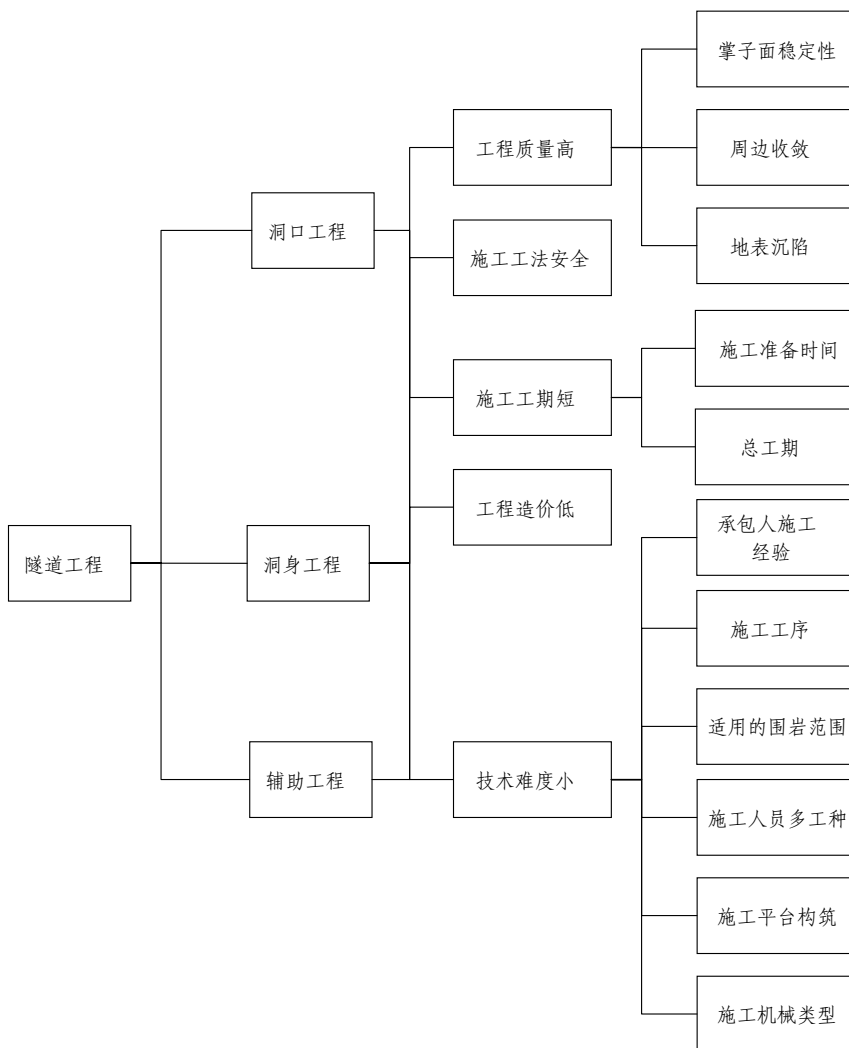 掌子面稳定性
工程质量高
周边收敛
洞口工程
施工工法安全
地表沉陷
施工准备时间
施工工期短
总工期
工程造价低
承包人施工
经验
隧道工程
洞身工程
施工工序
适用的围岩范围
辅助工程
技术难度小
施工人员多工种
施工平台构筑
施工机械类型